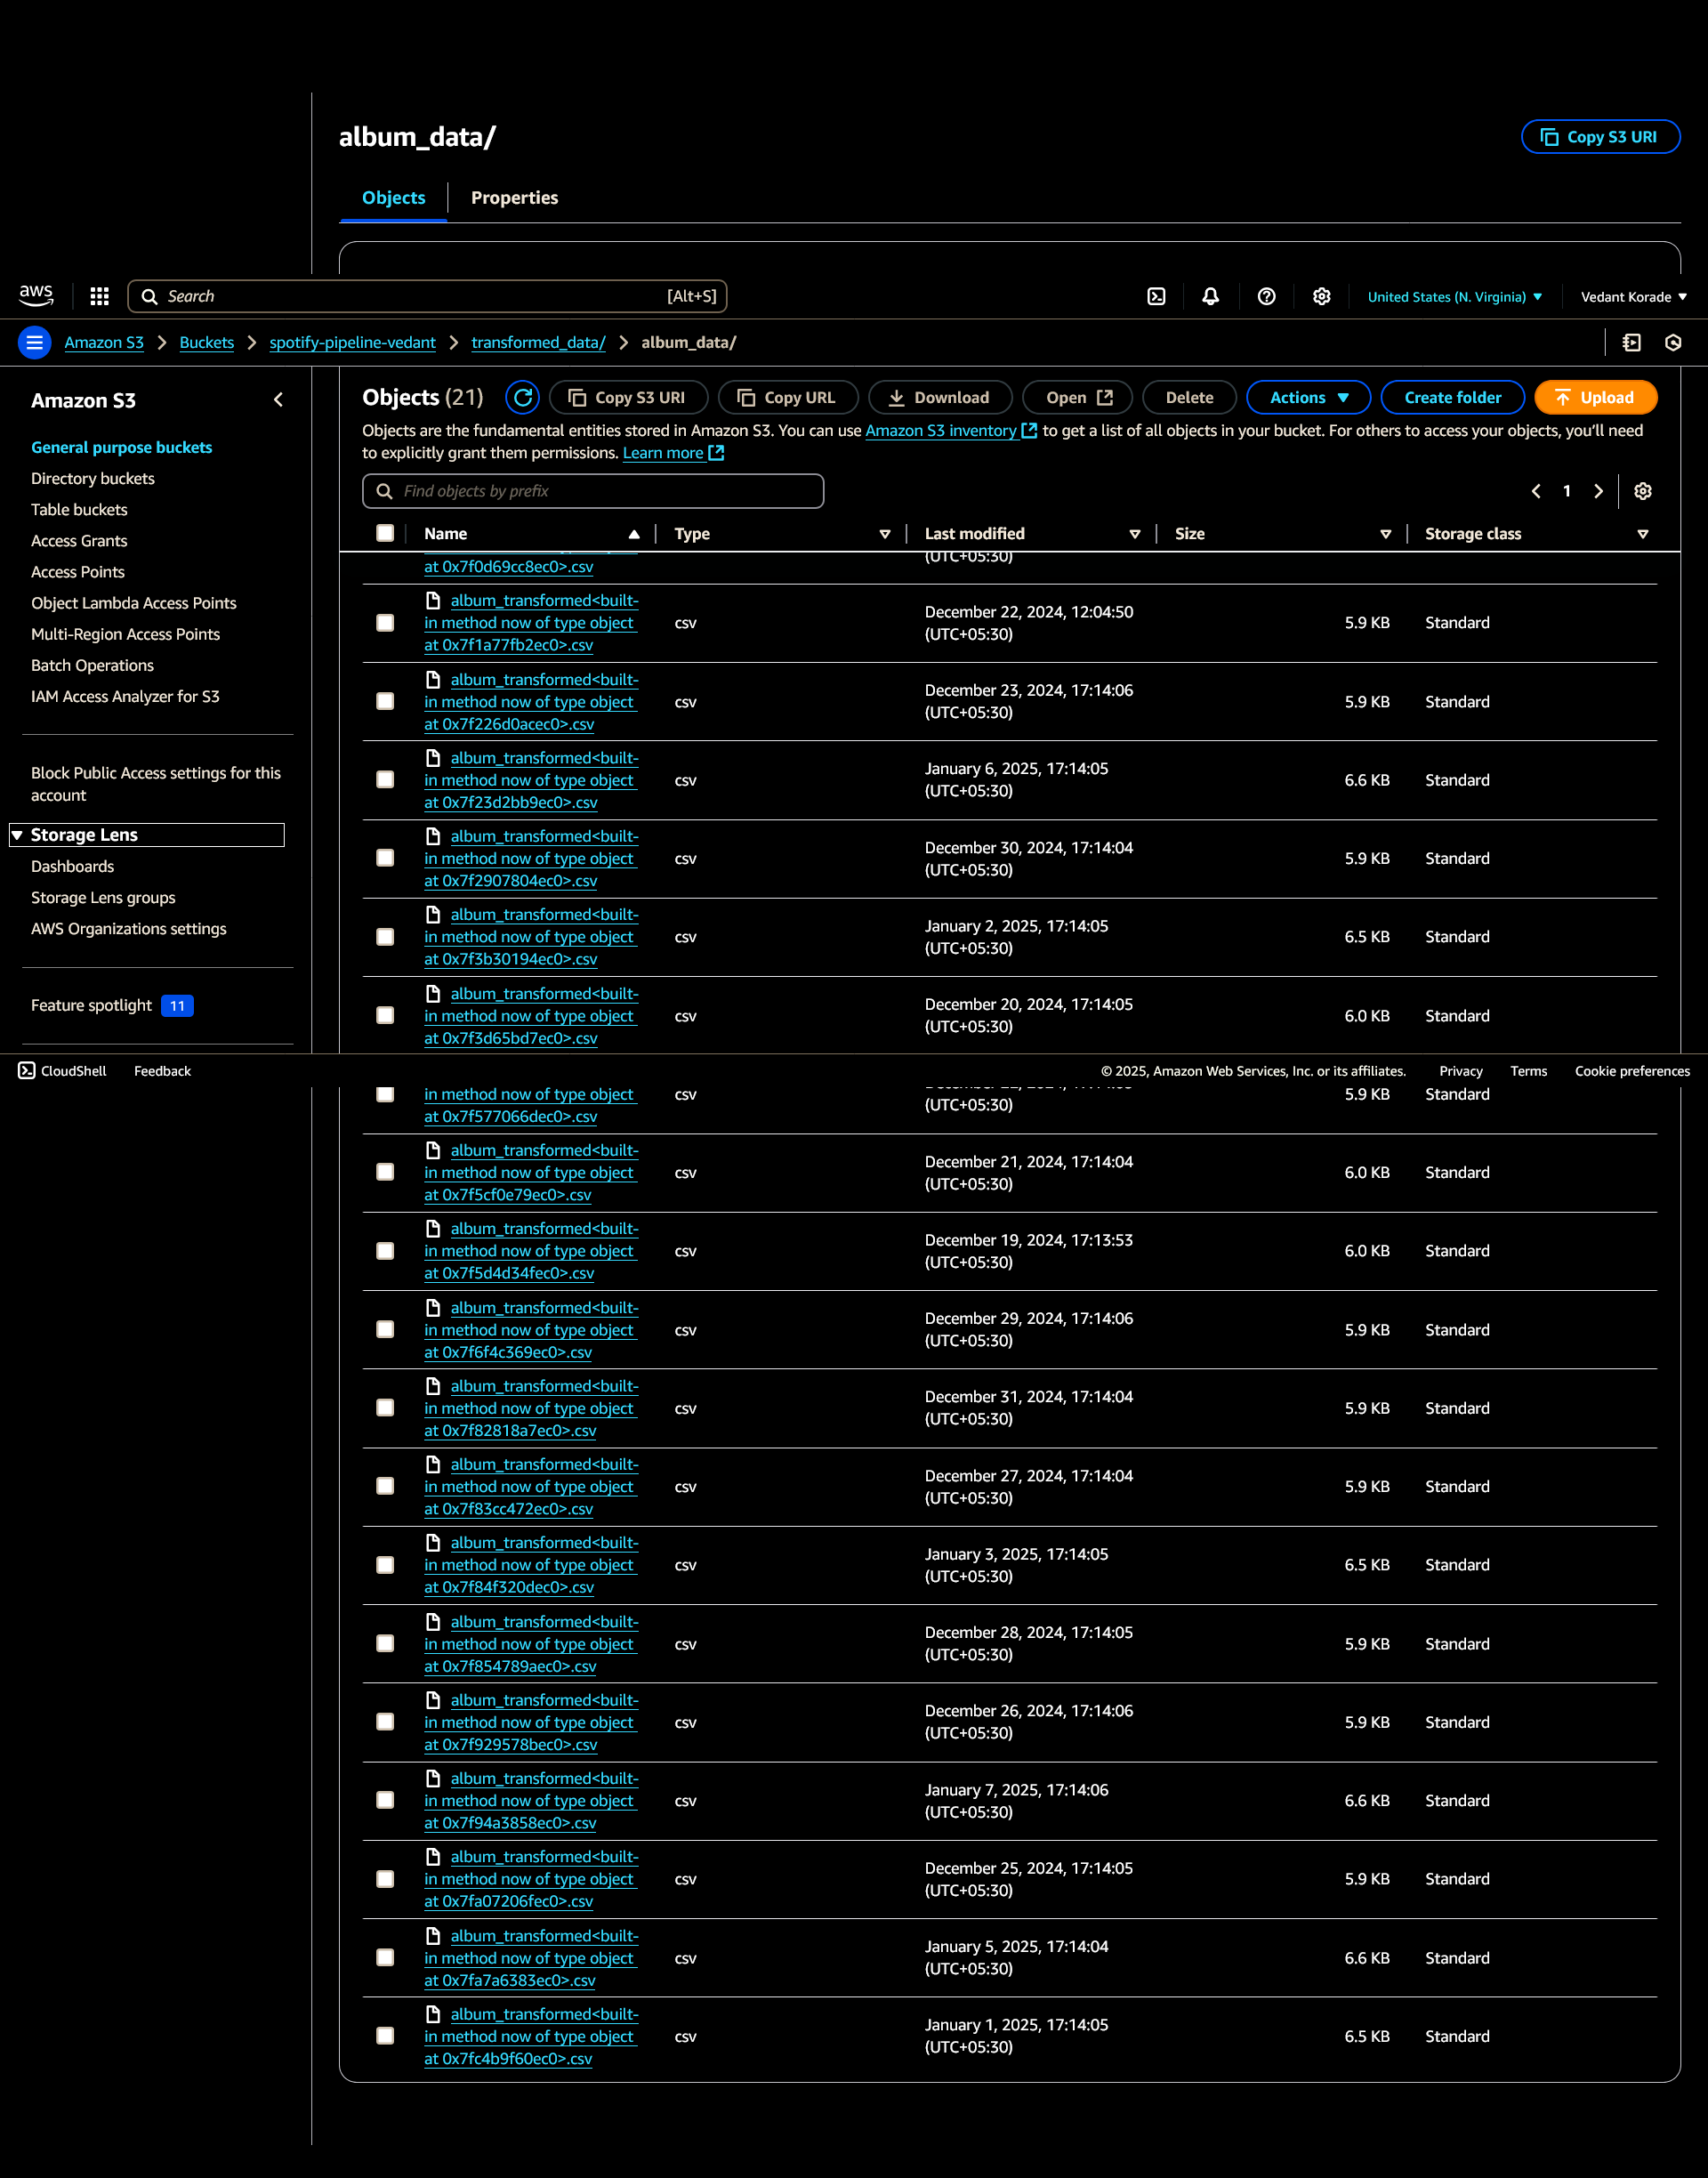 album_data/
Copy S3 URI
Objects
Properties
aws
Search
[Alt+S]
United States (N. Virginia)
Vedant Korade
Amazon S3
Buckets
spotify-pipeline-vedant
transformed_data/
album_data/
Amazon S3
General purpose buckets
Directory buckets
Table buckets
Access Grants
Access Points
Object Lambda Access Points
Multi-Region Access Points
Batch Operations
IAM Access Analyzer for S3
Block Public Access settings for this
account
Storage Lens
Dashboards
Storage Lens groups
AWS Organizations settings
Feature spotlight 11
Objects (21)
Copy S3 URI
Copy URL
Download
Open
Delete
Actions
Create folder
Upload
Objects are the fundamental entities stored in Amazon S3. You can use Amazon S3 inventory to get a list of all objects in your bucket. For others to access your objects, you’ll need
to explicitly grant them permissions. Learn more
Find objects by prefix
1
Name
Type
Last modified
Size
Storage class
at 0x7f0d69cc8ec0>.csv
(UTC+05:30)
album_transformed<built-
in method now of type object
at 0x7f1a77fb2ec0>.csv
csv
December 22, 2024, 12:04:50
(UTC+05:30)
5.9 KB
Standard
album_transformed<built-
in method now of type object
at 0x7f226d0acec0>.csv
csv
December 23, 2024, 17:14:06
(UTC+05:30)
5.9 KB
Standard
album_transformed<built-
in method now of type object
at 0x7f23d2bb9ec0>.csv
csv
January 6, 2025, 17:14:05
(UTC+05:30)
6.6 KB
Standard
album_transformed<built-
in method now of type object
at 0x7f2907804ec0>.csv
csv
December 30, 2024, 17:14:04
(UTC+05:30)
5.9 KB
Standard
album_transformed<built-
in method now of type object
at 0x7f3b30194ec0>.csv
csv
January 2, 2025, 17:14:05
(UTC+05:30)
6.5 KB
Standard
album_transformed<built-
in method now of type object
at 0x7f3d65bd7ec0>.csv
csv
December 20, 2024, 17:14:05
(UTC+05:30)
6.0 KB
Standard
CloudShell
Feedback
© 2025, Amazon Web Services, Inc. or its affiliates.
Privacy
Terms
Cookie preferences
in method now of type object
at 0x7f577066dec0>.csv
csv
(UTC+05:30)
5.9 KB
Standard
album_transformed<built-
in method now of type object
at 0x7f5cf0e79ec0>.csv
csv
December 21, 2024, 17:14:04
(UTC+05:30)
6.0 KB
Standard
album_transformed<built-
in method now of type object
at 0x7f5d4d34fec0>.csv
csv
December 19, 2024, 17:13:53
(UTC+05:30)
6.0 KB
Standard
album_transformed<built-
in method now of type object
at 0x7f6f4c369ec0>.csv
csv
December 29, 2024, 17:14:06
(UTC+05:30)
5.9 KB
Standard
album_transformed<built-
in method now of type object
at 0x7f82818a7ec0>.csv
csv
December 31, 2024, 17:14:04
(UTC+05:30)
5.9 KB
Standard
album_transformed<built-
in method now of type object
at 0x7f83cc472ec0>.csv
csv
December 27, 2024, 17:14:04
(UTC+05:30)
5.9 KB
Standard
album_transformed<built-
in method now of type object
at 0x7f84f320dec0>.csv
csv
January 3, 2025, 17:14:05
(UTC+05:30)
6.5 KB
Standard
album_transformed<built-
in method now of type object
at 0x7f854789aec0>.csv
csv
December 28, 2024, 17:14:05
(UTC+05:30)
5.9 KB
Standard
album_transformed<built-
in method now of type object
at 0x7f929578bec0>.csv
csv
December 26, 2024, 17:14:06
(UTC+05:30)
5.9 KB
Standard
album_transformed<built-
in method now of type object
at 0x7f94a3858ec0>.csv
csv
January 7, 2025, 17:14:06
(UTC+05:30)
6.6 KB
Standard
album_transformed<built-
in method now of type object
at 0x7fa07206fec0>.csv
csv
December 25, 2024, 17:14:05
(UTC+05:30)
5.9 KB
Standard
album_transformed<built-
in method now of type object
at 0x7fa7a6383ec0>.csv
csv
January 5, 2025, 17:14:04
(UTC+05:30)
6.6 KB
Standard
album_transformed<built-
in method now of type object
at 0x7fc4b9f60ec0>.csv
csv
January 1, 2025, 17:14:05
(UTC+05:30)
6.5 KB
Standard